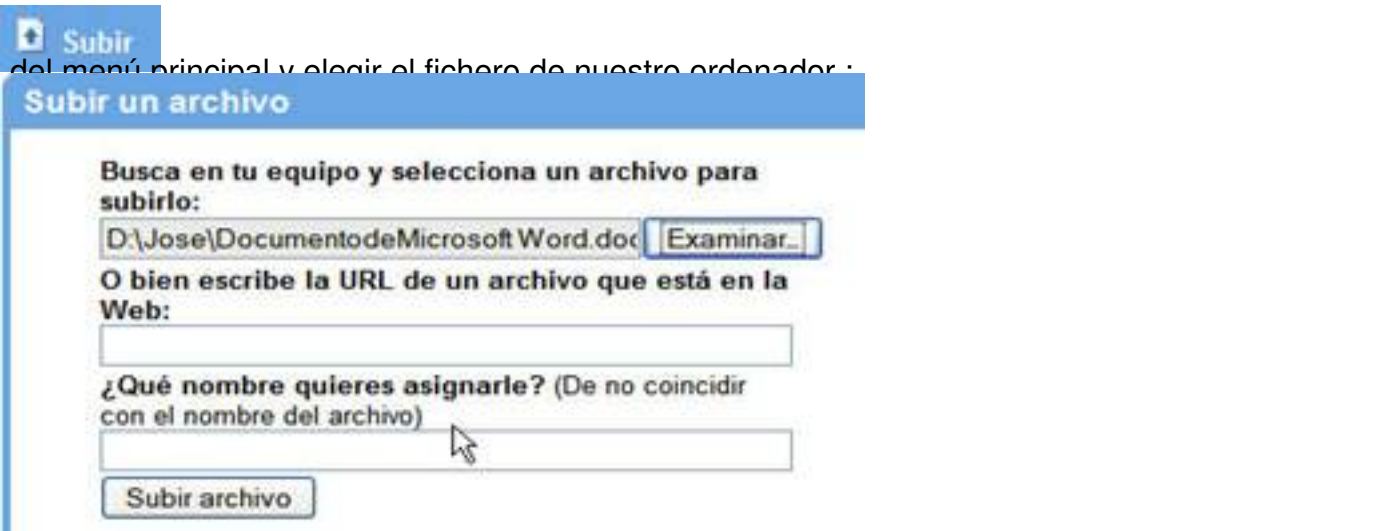 Subir
del menú principal y elegir el fichero de nuestro ordenador :
Subir un archivo
Busca en tu equipo y selecciona un archivo para
subirlo:
D:\Jose\DocumentodeMicrosoft Word.doc Examinar...
O bien escribe la URL de un archivo que está en la
Web:
¿Qué nombre quieres asignarle? (De no coincidir
con el nombre del archivo)
Subir archivo